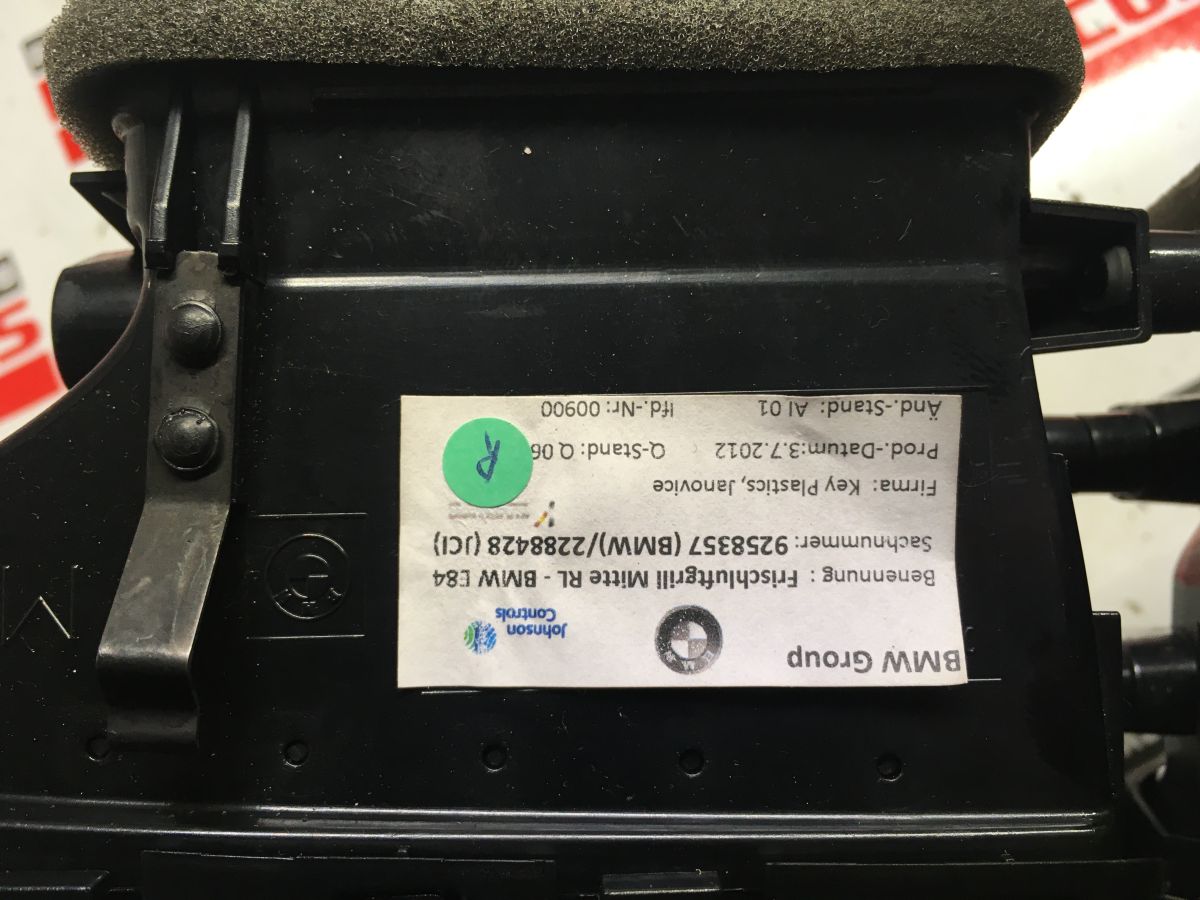 BMW Group
Johnson
Controls
Benennung : Frischluftgrill Mitte RL - BMW E84
Sachnummer: 9258357 (BMW)/2288428 (JCI)
Firma: Key Plastics, Janovice
Prod.-Datum:3.7.2012 Q-Stand: Q 06
Änd.-Stand: AI 01 lfd.-Nr: 00900
R